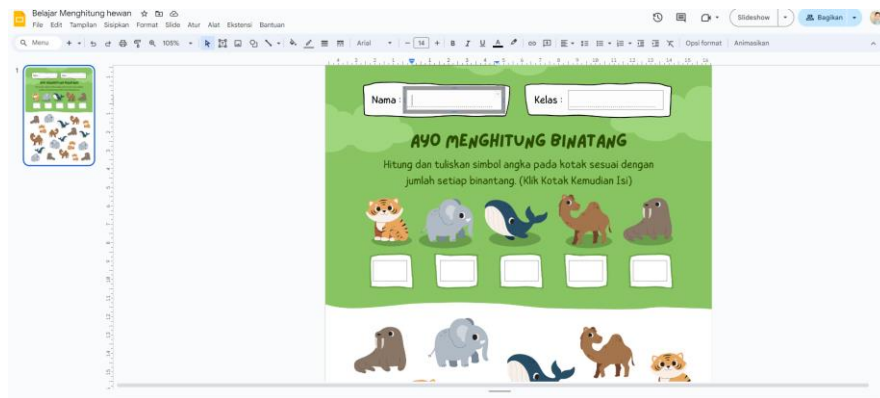 Belajar Menghitung hewan
File Edit Tampilan Sisipkan Format Slide Atur Alat Ekstensi Bantuan
Slideshow
Bagikan
Menu
105%
Arial
14
B I U A
Opsi format
Animasikan
1
Nama :
Kelas :
AYO MENGHITUNG BINATANG
Hitung dan tuliskan simbol angka pada kotak sesuai dengan
jumlah setiap binantang. (Klik Kotak Kemudian Isi)